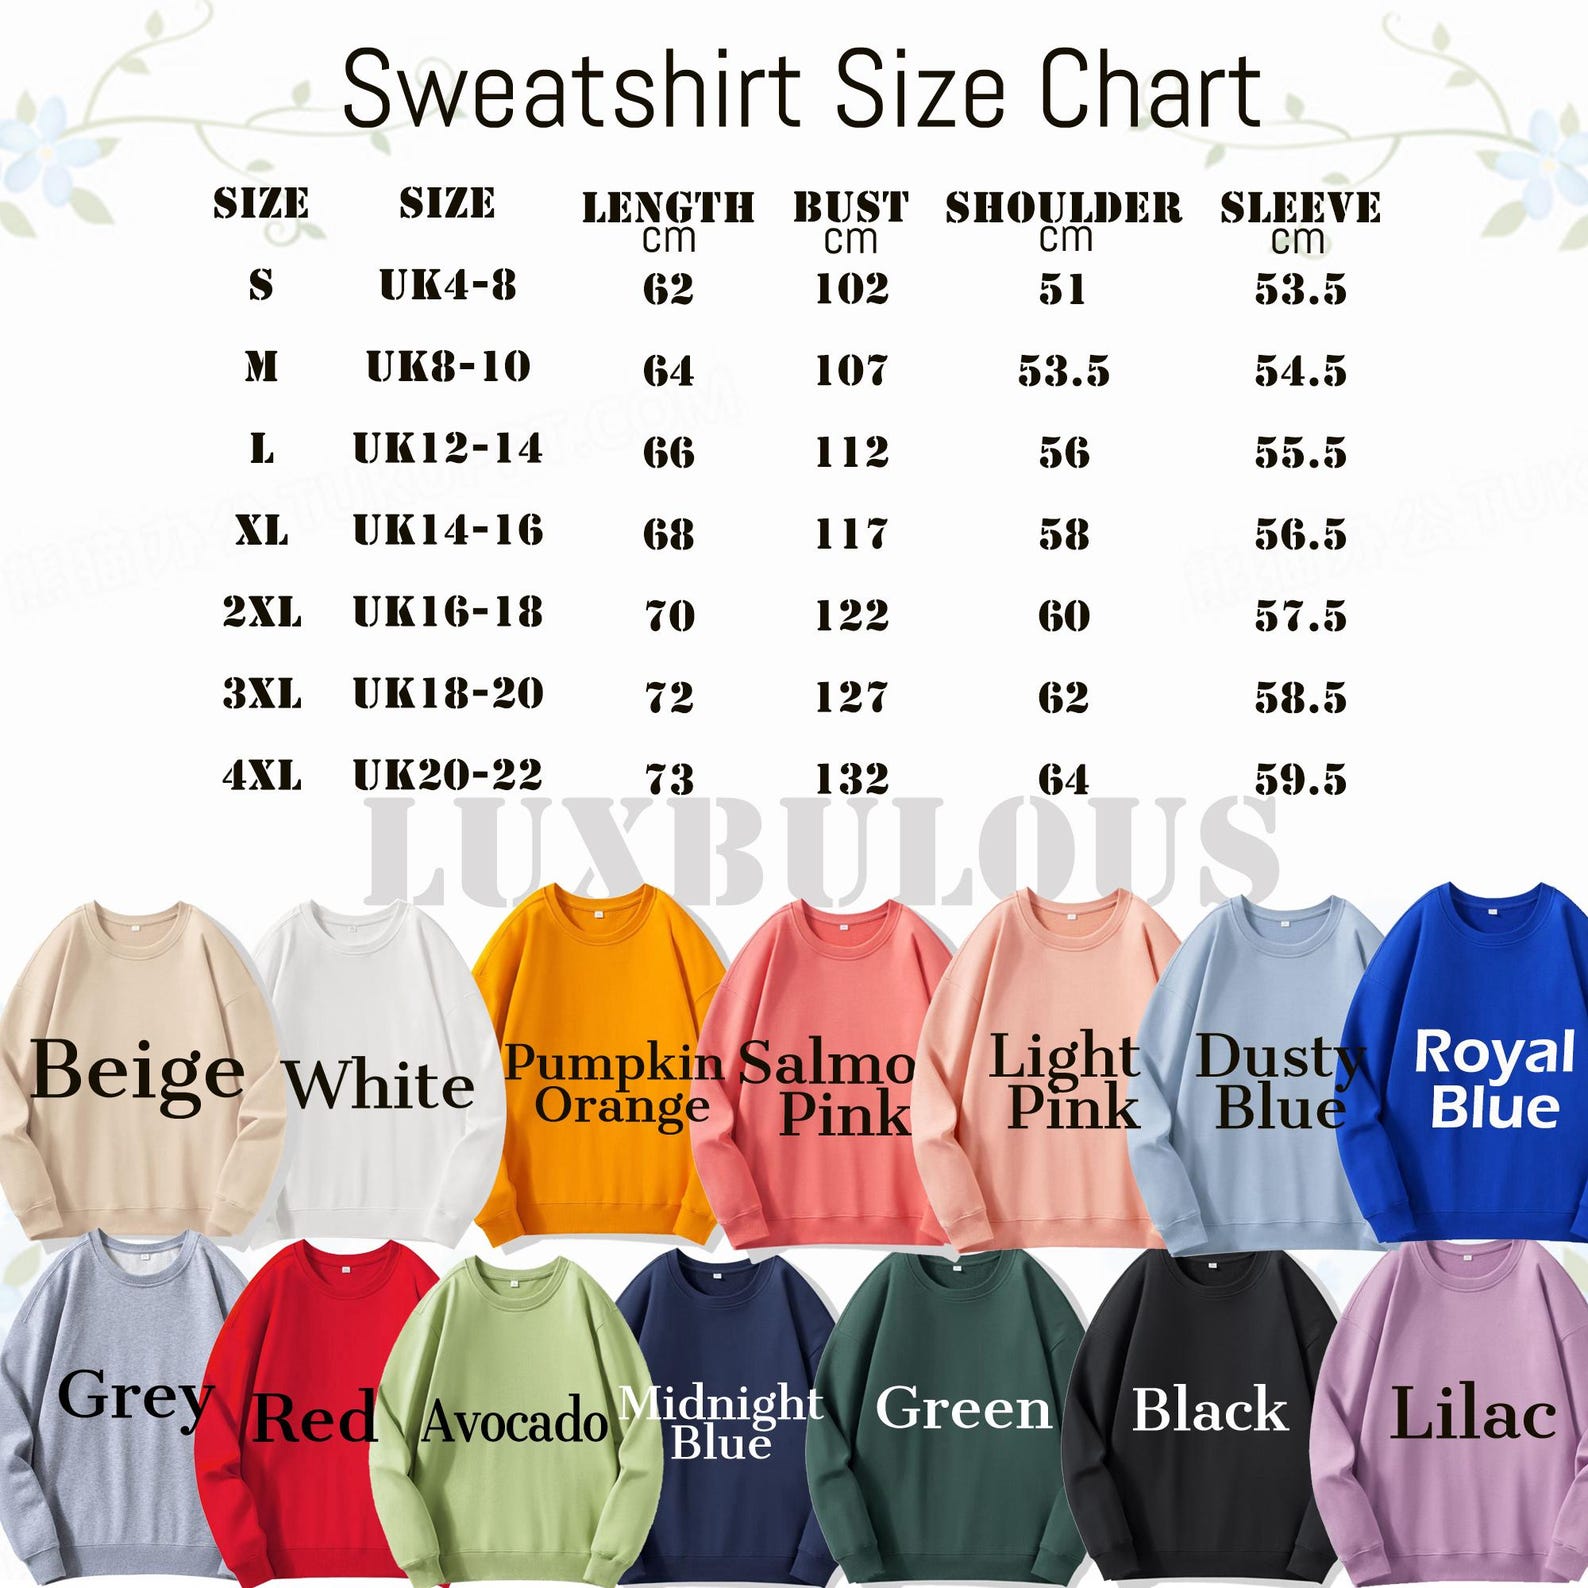 Sweatshirt Size Chart
SIZE SIZE LENGTH BUST SHOULDER SLEEVE
cm cm cm cm
S UK4-8 62 102 51 53.5
M UK8-10 64 107 53.5 54.5
L UK12-14 66 112 56 55.5
XL UK14-16 68 117 58 56.5
2XL UK16-18 70 122 60 57.5
3XL UK18-20 72 127 62 58.5
4XL UK20-22 73 132 64 59.5
LUXBULOUS
Beige
White
Pumpkin
Orange
Salmo
Pink
Light
Pink
Dusty
Blue
Royal
Blue
Grey
Red
Avocado
Midnight
Blue
Green
Black
Lilac